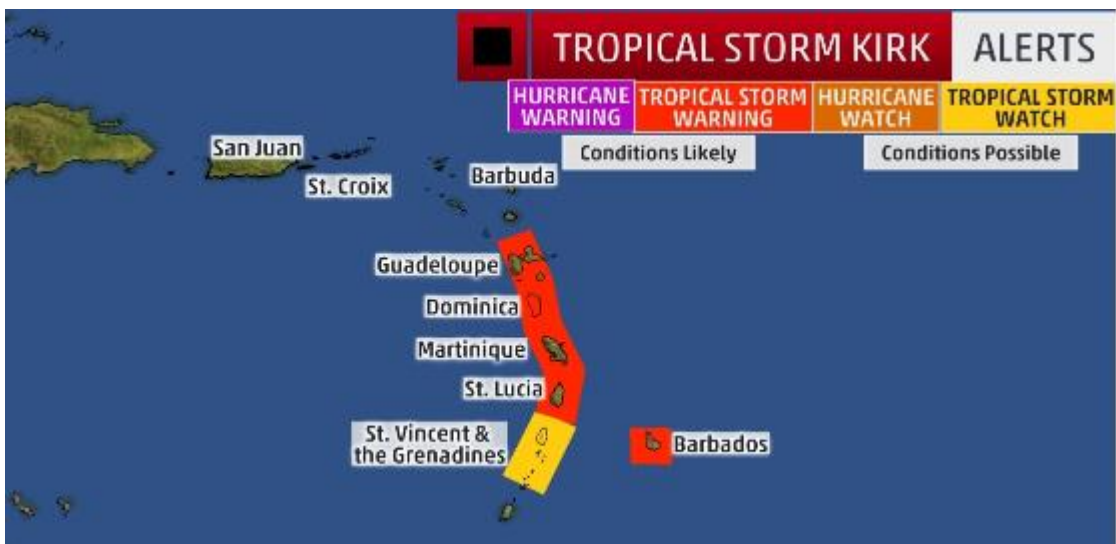 TROPICAL STORM KIRK
ALERTS
HURRICANE
WARNING
TROPICAL STORM
WARNING
HURRICANE
WATCH
TROPICAL STORM
WATCH
Conditions Likely
Conditions Possible
San Juan
St. Croix
Barbuda
Guadeloupe
Dominica
Martinique
St. Lucia
St. Vincent &
the Grenadines
Barbados